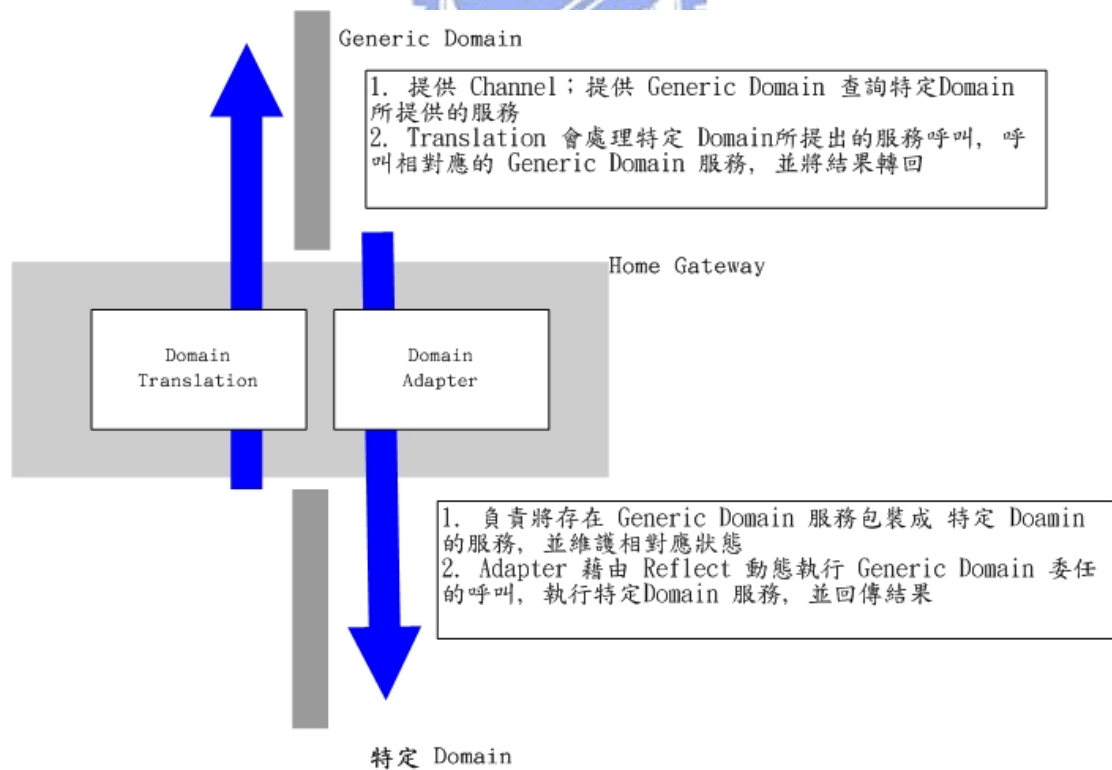 Generic Domain
1. 提供 Channel；提供 Generic Domain 查詢特定Domain
所提供的服務
2. Translation 會處理特定 Domain所提出的服務呼叫, 呼
叫相對應的 Generic Domain 服務, 並將結果轉回
Home Gateway
Domain
Translation
Domain
Adapter
1. 負責將存在 Generic Domain 服務包裝成 特定 Doamin
的服務, 並維護相對應狀態
2. Adapter 藉由 Reflect 動態執行 Generic Domain 委任
的呼叫, 執行特定Domain 服務, 並回傳結果
特定 Domain